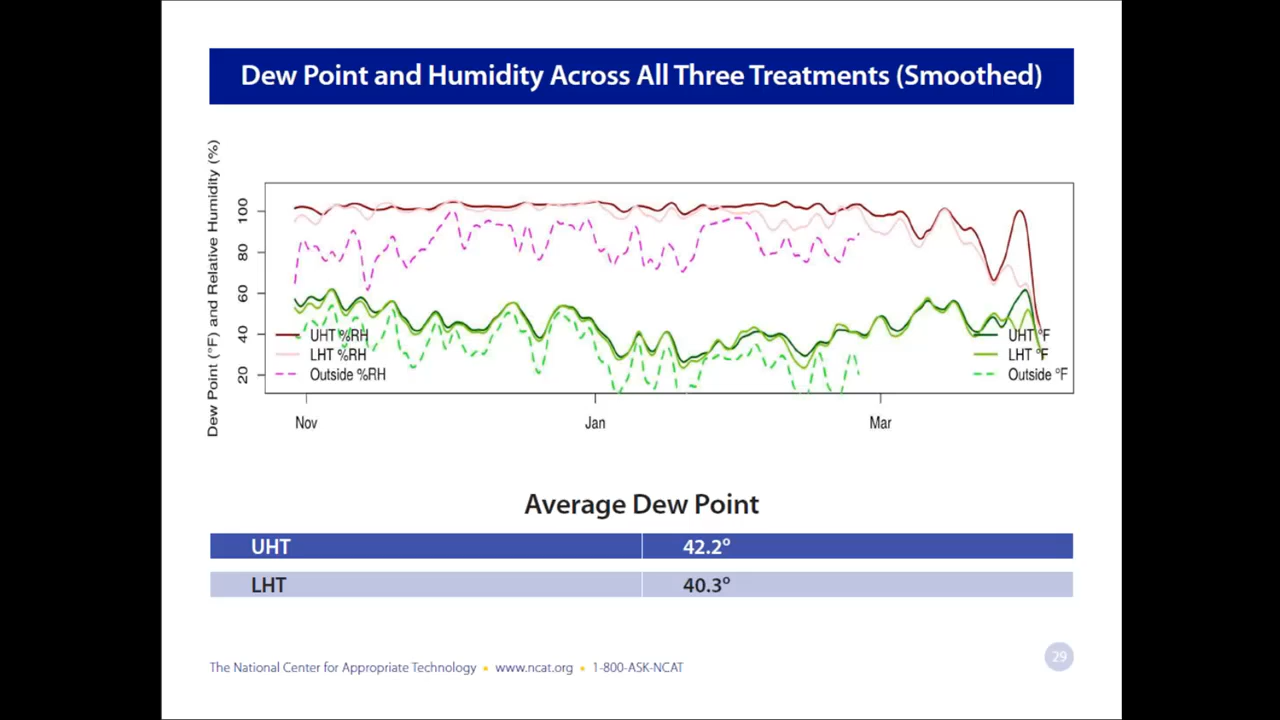 Dew Point and Humidity Across All Three Treatments (Smoothed)
Dew Point (°F) and Relative Humidity (%)
100
80
60
40
20
UHT %RH
LHT %RH
Outside %RH
UHT °F
LHT °F
Outside °F
Nov
Jan
Mar
Average Dew Point
UHT 42.2°
LHT 40.3°
The National Center for Appropriate Technology • www.ncat.org • 1-800-ASK-NCAT
29